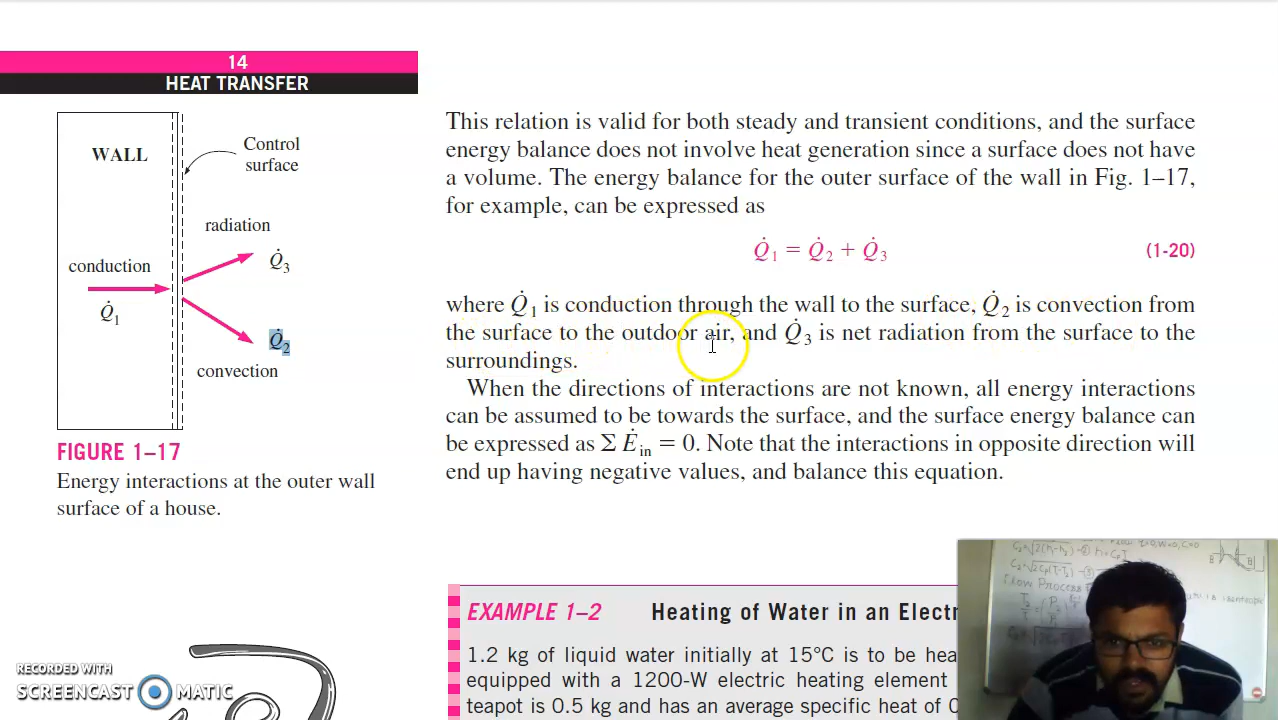 14
HEAT TRANSFER
WALL
Control
surface
radiation
Q̇3
conduction
Q̇1
Q̇2
convection
FIGURE 1–17
Energy interactions at the outer wall
surface of a house.
This relation is valid for both steady and transient conditions, and the surface
energy balance does not involve heat generation since a surface does not have
a volume. The energy balance for the outer surface of the wall in Fig. 1–17,
for example, can be expressed as
Q̇1 = Q̇2 + Q̇3 (1-20)
where Q̇1 is conduction through the wall to the surface, Q̇2 is convection from
the surface to the outdoor air, and Q̇3 is net radiation from the surface to the
surroundings.
When the directions of interactions are not known, all energy interactions
can be assumed to be towards the surface, and the surface energy balance can
be expressed as Σ Ėin = 0. Note that the interactions in opposite direction will
end up having negative values, and balance this equation.
EXAMPLE 1–2 Heating of Water in an Electr
1.2 kg of liquid water initially at 15°C is to be hea
equipped with a 1200-W electric heating element
teapot is 0.5 kg and has an average specific heat of 0
RECORDED WITH
SCREENCAST MATIC
Flow Process